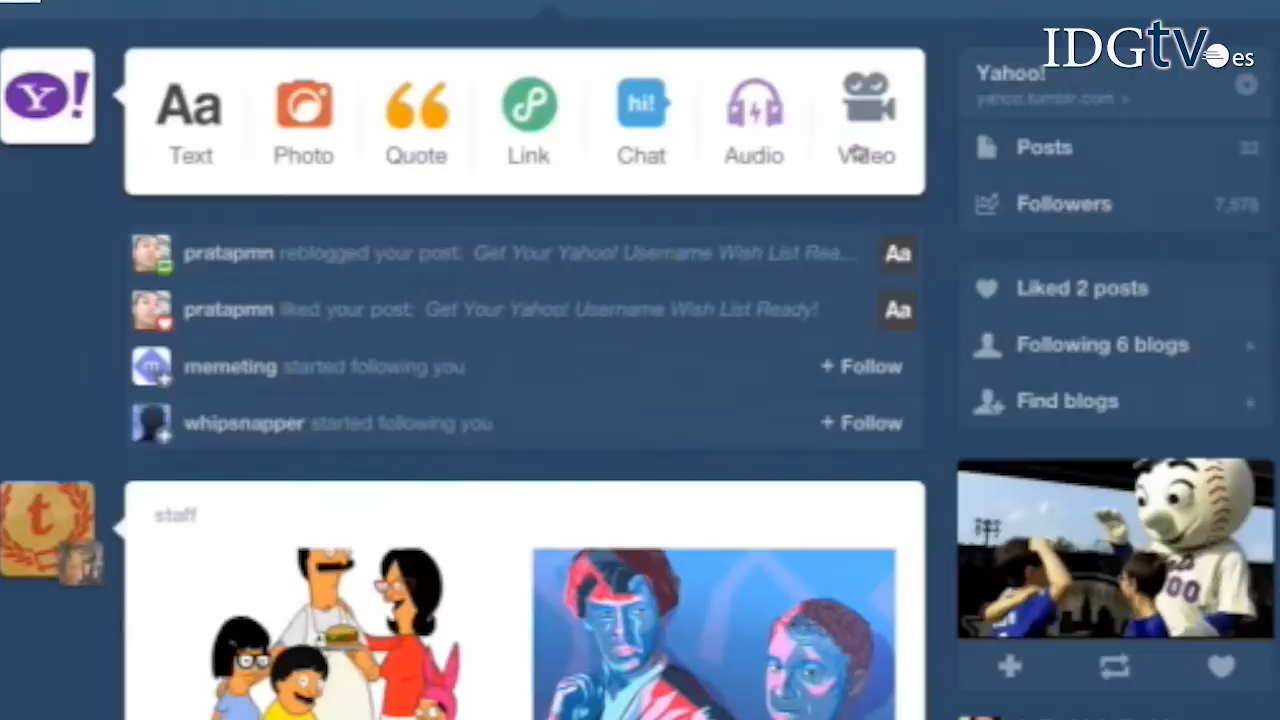 IDGtv.es
Y!
Aa
Text
Photo
Quote
Link
hi!
Chat
Audio
Video
Yahoo!
yahoo.tumblr.com >
Posts
Followers
pratapmn reblogged your post: Get Your Yahoo! Username Wish List Rea...
Aa
pratapmn liked your post: Get Your Yahoo! Username Wish List Ready!
Aa
m
memeting started following you
+ Follow
whipsnapper started following you
+ Follow
Liked 2 posts
Following 6 blogs
Find blogs
t
staff
00